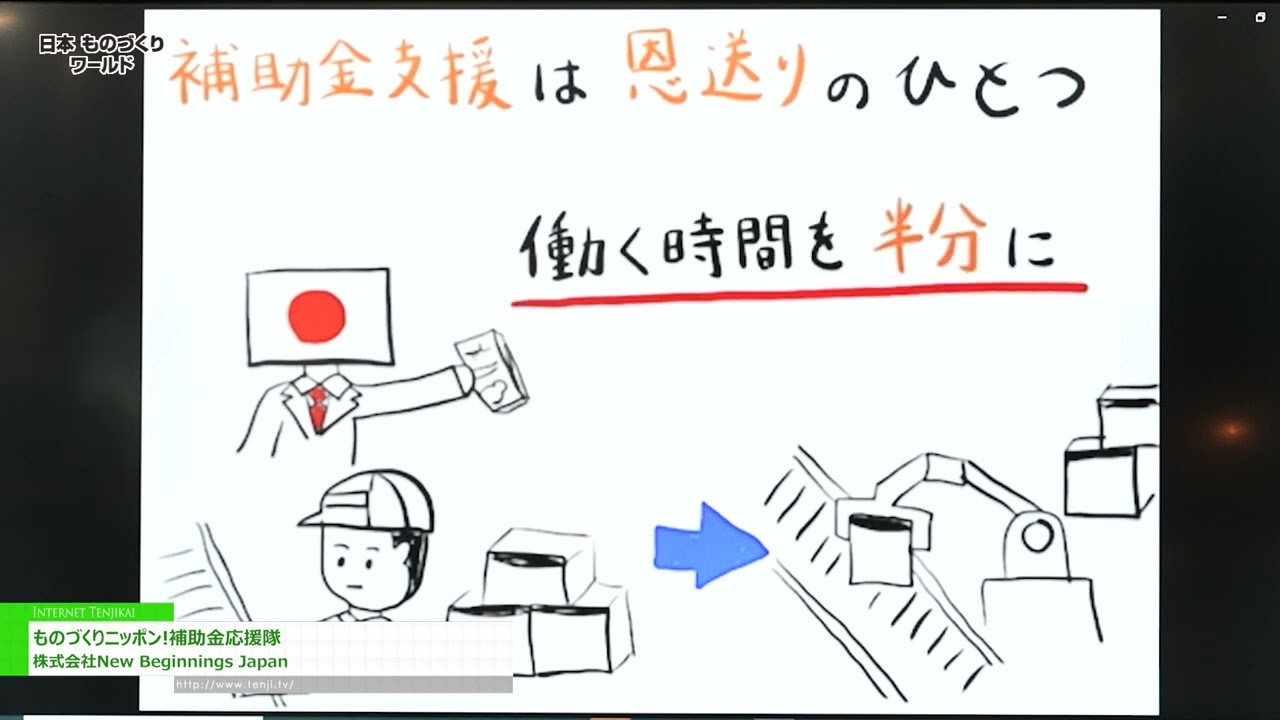 日本 ものづくり
ワールド
補助金支援は恩送りのひとつ
働く時間を半分に
INTERNET TENJIKAI
ものづくりニッポン!補助金応援隊
株式会社New Beginnings Japan
http://www.tenji.tv/